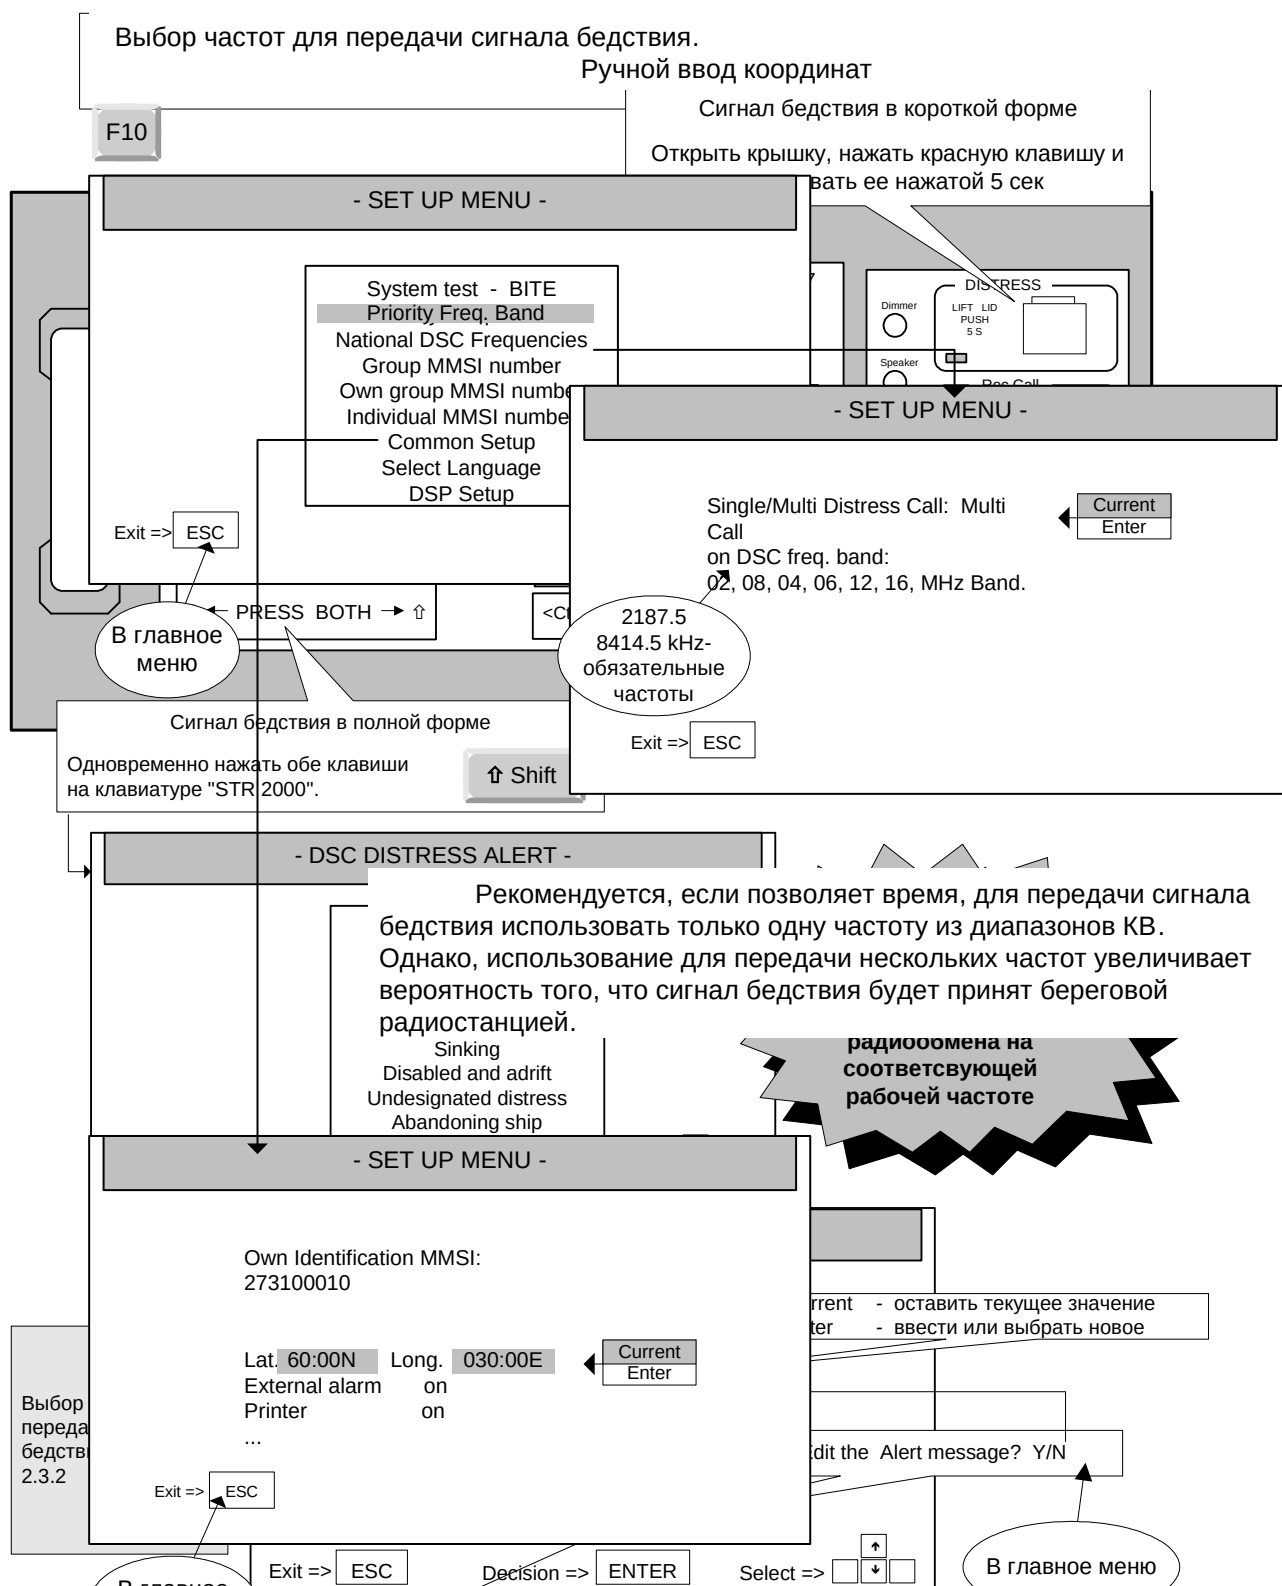 Выбор частот для передачи сигнала бедствия.
Ручной ввод координат
Сигнал бедствия в короткой форме
Открыть крышку, нажать красную клавишу и
вать ее нажатой 5 сек
F10
- SET UP MENU -
System test - BITE
Priority Freq. Band
National DSC Frequencies
Group MMSI number
Own group MMSI numbe
Individual MMSI numbe
Common Setup
Select Language
DSP Setup
Exit => ESC
DISTRESS
Dimmer
LIFT LID
PUSH
5 S
Speaker
- SET UP MENU -
Single/Multi Distress Call: Multi
Call
on DSC freq. band:
02, 08, 04, 06, 12, 16, MHz Band.
Current
Enter
2187.5
8414.5 kHz-
обязательные
частоты
Exit => ESC
← PRESS BOTH → ⇧
<Ct
В главное
меню
Сигнал бедствия в полной форме
Одновременно нажать обе клавиши
на клавиатуре "STR 2000".
⇧ Shift
- DSC DISTRESS ALERT -
Рекомендуется, если позволяет время, для передачи сигнала
бедствия использовать только одну частоту из диапазонов КВ.
Однако, использование для передачи нескольких частот увеличивает
вероятность того, что сигнал бедствия будет принят береговой
радиостанцией.
Sinking
Disabled and adrift
Undesignated distress
Abandoning ship
радиообмена на
соответсвующей
рабочей частоте
- SET UP MENU -
Own Identification MMSI:
273100010
Lat. 60:00N Long. 030:00E
Current
Enter
External alarm on
Printer on
...
Exit => ESC
rrent - оставить текущее значение
ter - ввести или выбрать новое
Выбор
переда
бедств
2.3.2
dit the Alert message? Y/N
В главное меню
В главное
Exit => ESC
Decision => ENTER
Select =>